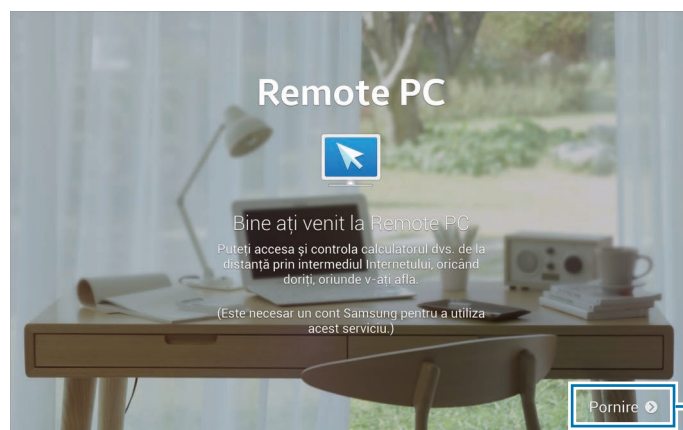 Remote PC
Bine ați venit la Remote PC
Puteți accesa și controla calculatorul dvs. de la
distanță prin intermediul Internetului, oricând
doriți, oriunde v-ați afla.
(Este necesar un cont Samsung pentru a utiliza
acest serviciu.)
Pornire